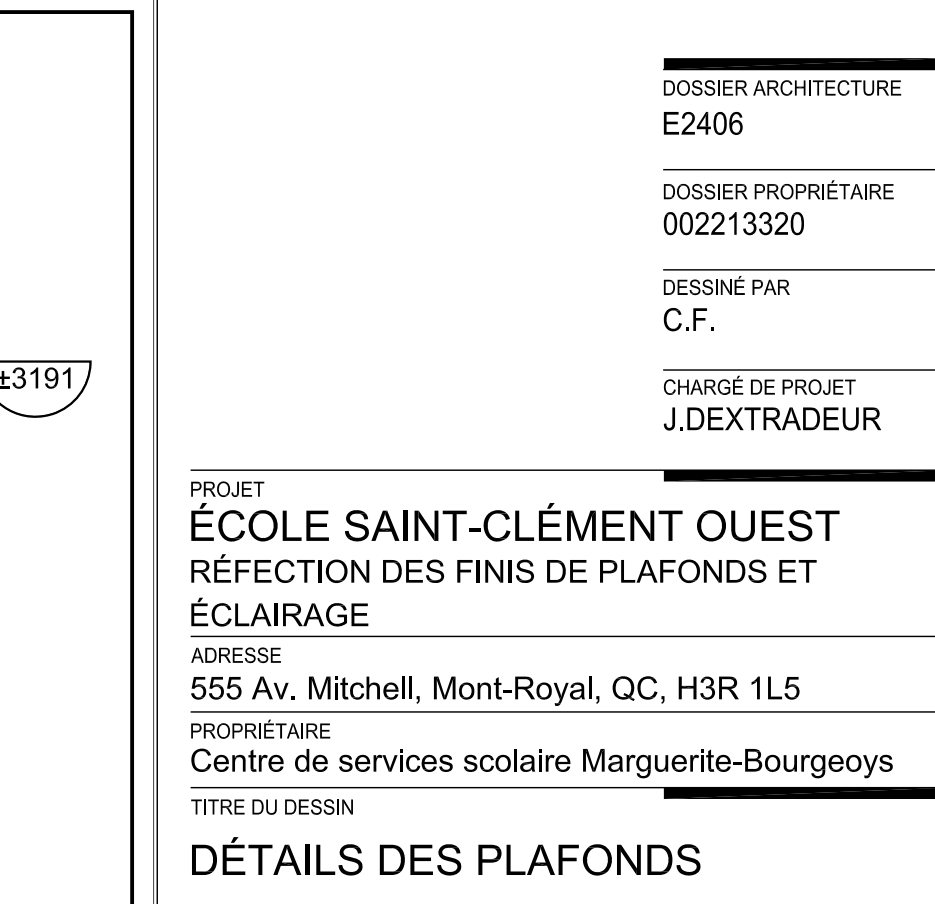 DOSSIER ARCHITECTURE
E2406
DOSSIER PROPRIÉTAIRE
002213320
DESSINÉ PAR
C.F.
±3191
CHARGÉ DE PROJET
J.DEXTRADEUR
PROJET
ÉCOLE SAINT-CLÉMENT OUEST
RÉFECTION DES FINIS DE PLAFONDS ET
ÉCLAIRAGE
ADRESSE
555 Av. Mitchell, Mont-Royal, QC, H3R 1L5
PROPRIÉTAIRE
Centre de services scolaire Marguerite-Bourgeoys
TITRE DU DESSIN
DÉTAILS DES PLAFONDS